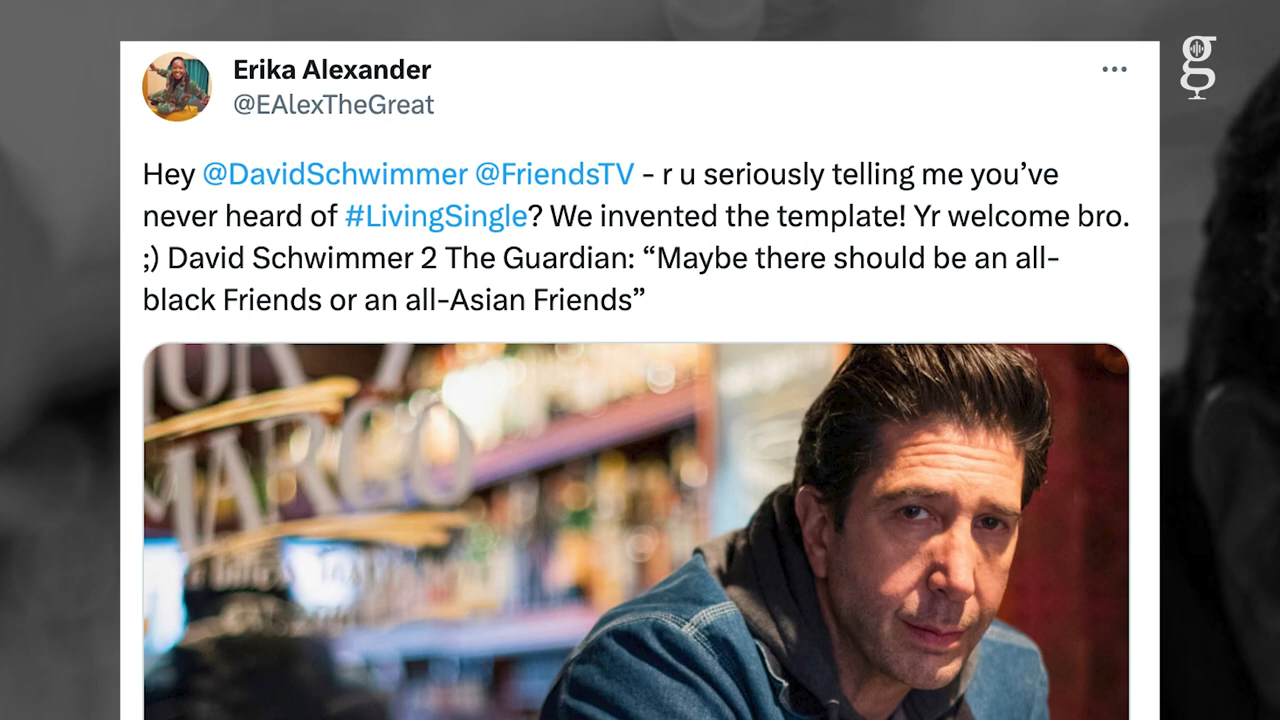 Erika Alexander
@EAlexTheGreat
Hey @DavidSchwimmer @FriendsTV - r u seriously telling me you’ve
never heard of #LivingSingle? We invented the template! Yr welcome bro.
;) David Schwimmer 2 The Guardian: “Maybe there should be an all-
black Friends or an all-Asian Friends”
MARCO
g